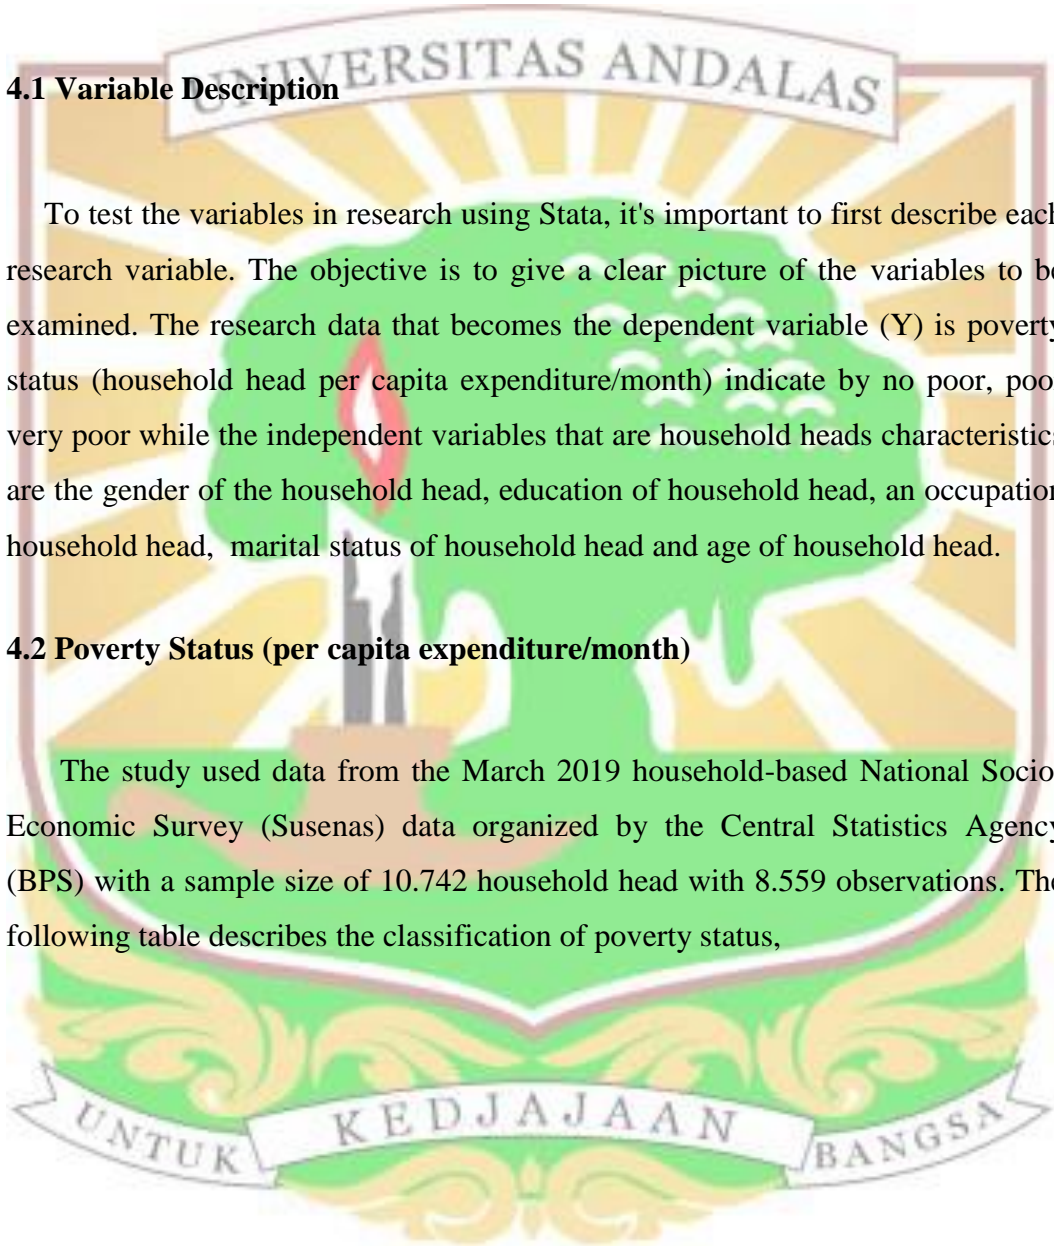 UNIVERSITAS ANDALAS
4.1 Variable Description
To test the variables in research using Stata, it's important to first describe each
research variable. The objective is to give a clear picture of the variables to be
examined. The research data that becomes the dependent variable (Y) is poverty
status (household head per capita expenditure/month) indicate by no poor, poor
very poor while the independent variables that are household heads characteristics
are the gender of the household head, education of household head, an occupation
household head, marital status of household head and age of household head.
4.2 Poverty Status (per capita expenditure/month)
The study used data from the March 2019 household-based National Socio-
Economic Survey (Susenas) data organized by the Central Statistics Agency
(BPS) with a sample size of 10.742 household head with 8.559 observations. The
following table describes the classification of poverty status,
UNTUK KEDJAJAAN BANGSA